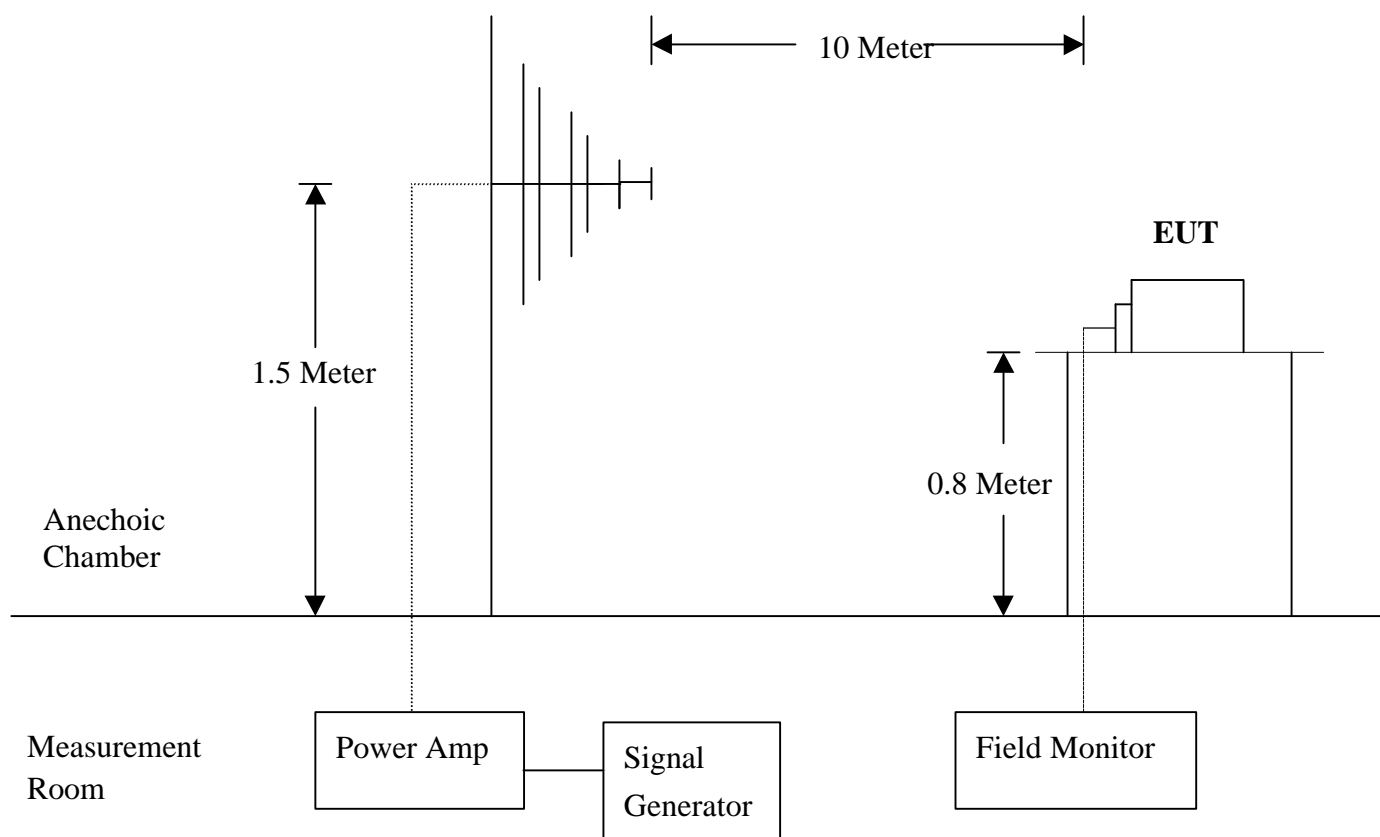 10 Meter
EUT
1.5 Meter
0.8 Meter
Anechoic
Chamber
Measurement
Room
Power Amp
Signal
Generator
Field Monitor